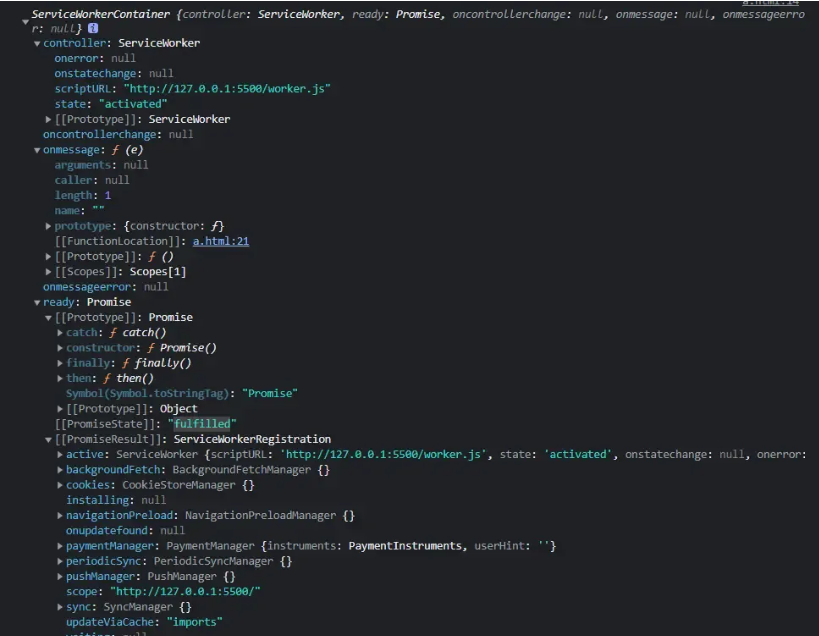 a.html:14
ServiceWorkerContainer {controller: ServiceWorker, ready: Promise, oncontrollerchange: null, onmessage: null, onmessageerro
r: null}
controller: ServiceWorker
onerror: null
onstatechange: null
scriptURL: "http://127.0.0.1:5500/worker.js"
state: "activated"
[[Prototype]]: ServiceWorker
oncontrollerchange: null
onmessage: ƒ (e)
arguments: null
caller: null
length: 1
name: ""
prototype: {constructor: ƒ}
[[FunctionLocation]]: a.html:21
[[Prototype]]: ƒ ()
[[Scopes]]: Scopes[1]
onmessageerror: null
ready: Promise
[[Prototype]]: Promise
catch: ƒ catch()
constructor: ƒ Promise()
finally: ƒ finally()
then: ƒ then()
Symbol(Symbol.toStringTag): "Promise"
[[Prototype]]: Object
[[PromiseState]]: "fulfilled"
[[PromiseResult]]: ServiceWorkerRegistration
active: ServiceWorker {scriptURL: 'http://127.0.0.1:5500/worker.js', state: 'activated', onstatechange: null, onerror:
backgroundFetch: BackgroundFetchManager {}
cookies: CookieStoreManager {}
installing: null
navigationPreload: NavigationPreloadManager {}
onupdatefound: null
paymentManager: PaymentManager {instruments: PaymentInstruments, userHint: ''}
periodicSync: PeriodicSyncManager {}
pushManager: PushManager {}
scope: "http://127.0.0.1:5500/"
sync: SyncManager {}
updateViaCache: "imports"
waiting: null